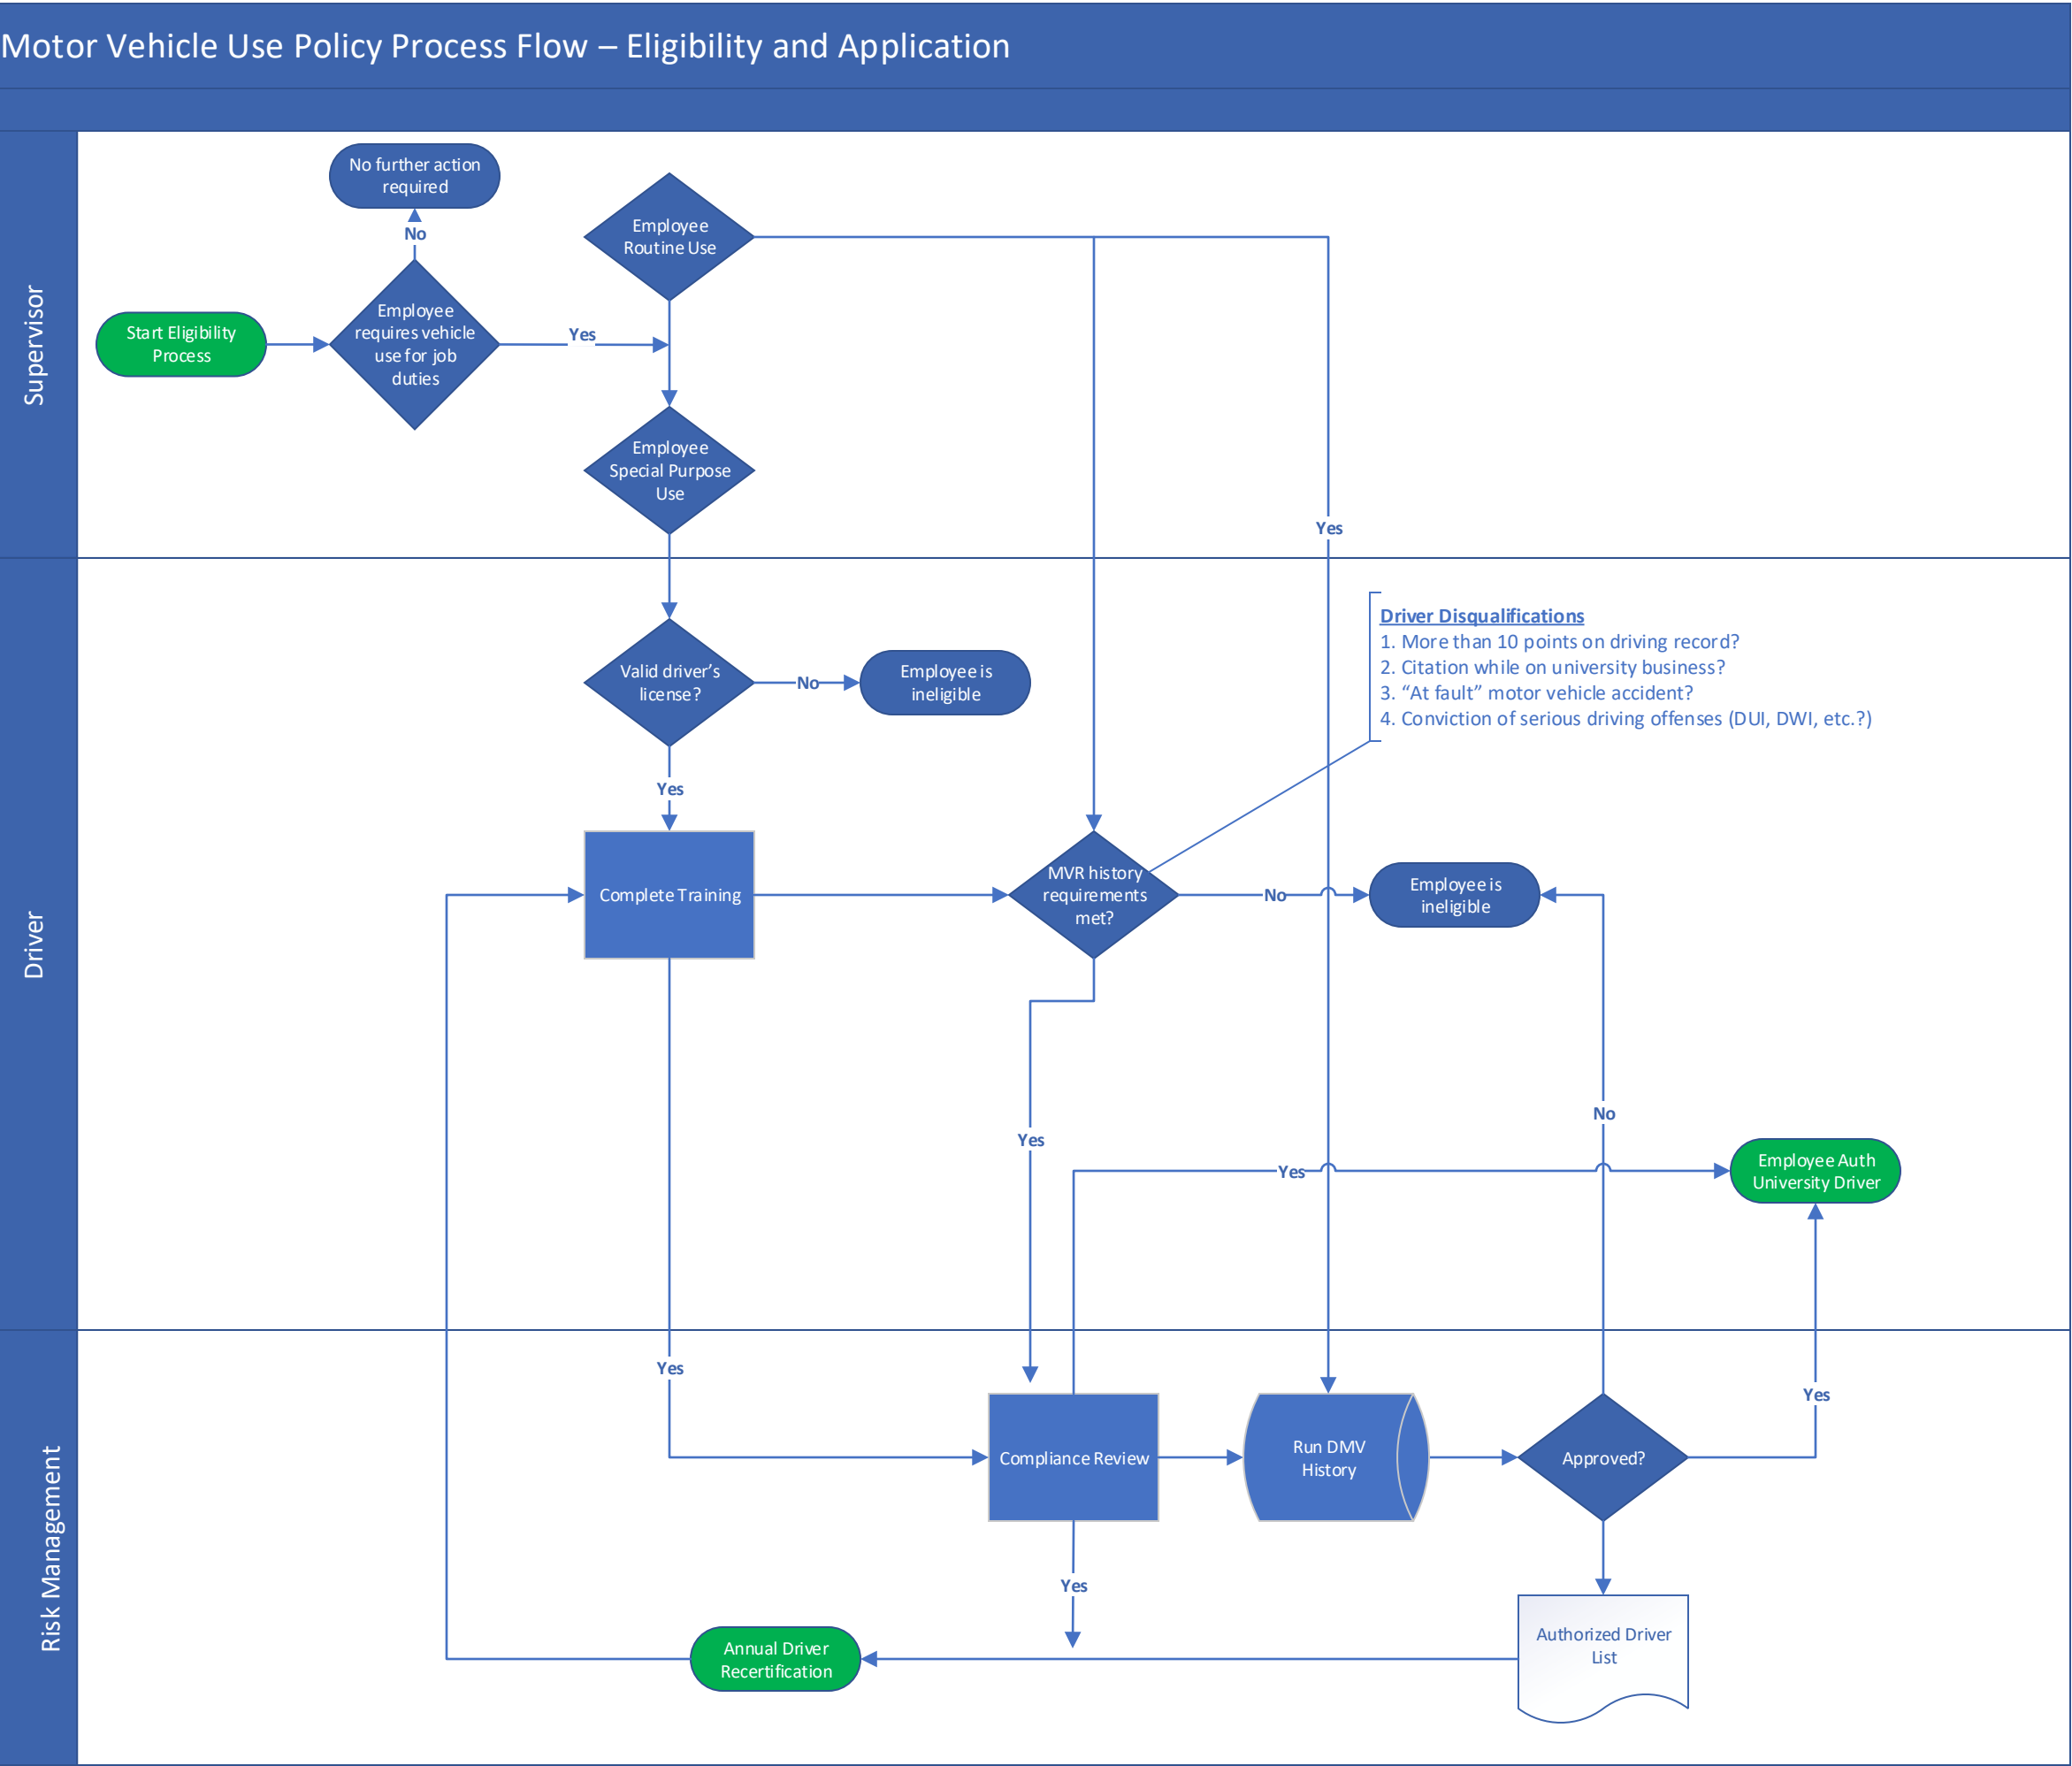 Motor Vehicle Use Policy Process Flow – Eligibility and Application
Supervisor
No further action
required
No
Employee
Routine Use
Start Eligibility
Process
Employee
requires vehicle
use for job
duties
Yes
Employee
Special Purpose
Use
Yes
Driver
Valid driver’s
license?
No
Employee is
ineligible
Driver Disqualifications
1. More than 10 points on driving record?
2. Citation while on university business?
3. “At fault” motor vehicle accident?
4. Conviction of serious driving offenses (DUI, DWI, etc.?)
Yes
Complete Training
MVR history
requirements
met?
No
Employee is
ineligible
No
Yes
Yes
Employee Auth
University Driver
Risk Management
Yes
Yes
Compliance Review
Run DMV
History
Approved?
Yes
Annual Driver
Recertification
Authorized Driver
List